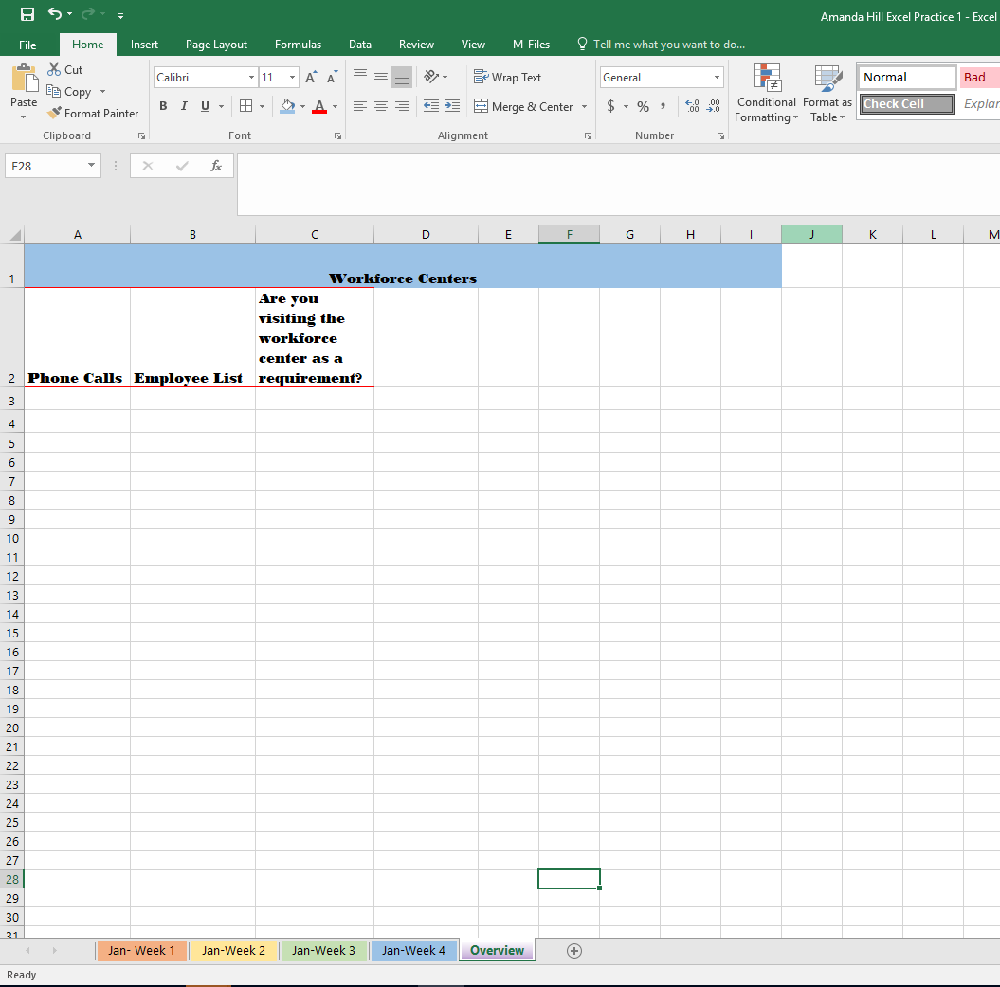 Amanda Hill Excel Practice 1 - Excel
File Home Insert Page Layout Formulas Data Review View M-Files Tell me what you want to do...
Paste
Cut
Copy
Format Painter
Clipboard
Calibri 11
B I U
Font
Wrap Text
Merge & Center
Alignment
General
$ % ,
Number
Conditional Formatting
Format as Table
Normal Bad
Check Cell Explan
F28
fx
A B C D E F G H I J K L M
1 Workforce Centers
Are you
visiting the
workforce
center as a
2 Phone Calls Employee List requirement?
3
4
5
6
7
8
9
10
11
12
13
14
15
16
17
18
19
20
21
22
23
24
25
26
27
28
29
30
31
Jan- Week 1 Jan-Week 2 Jan-Week 3 Jan-Week 4 Overview
Ready